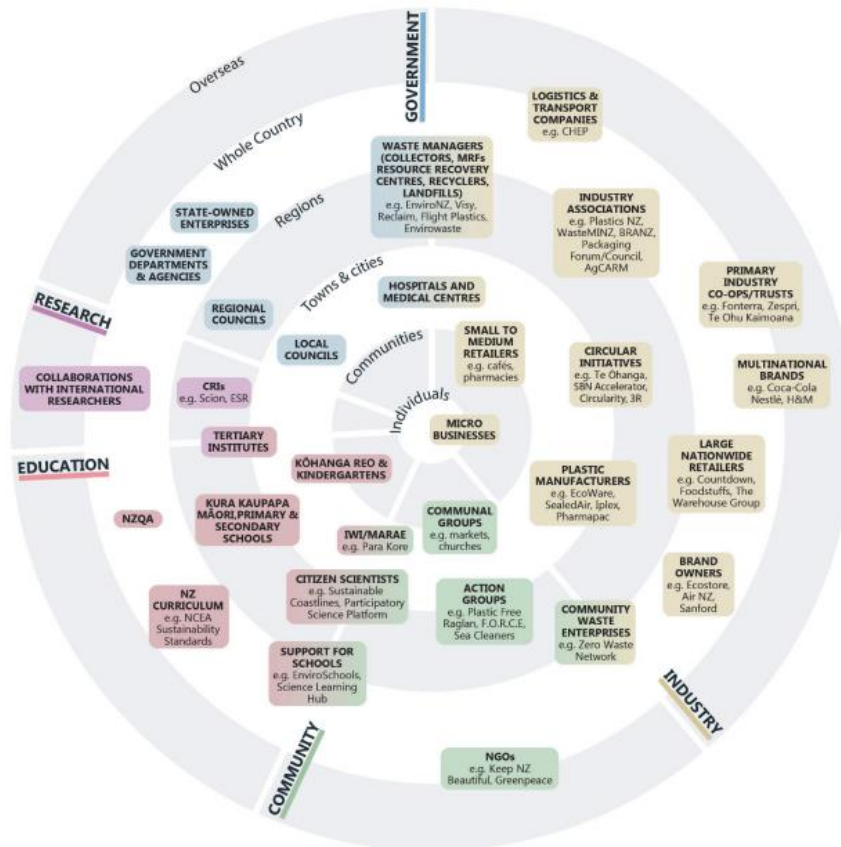 Overseas
Whole Country
Regions
Towns & cities
Communities
Individuals
GOVERNMENT
WASTE MANAGERS
(COLLECTORS, MRFs
RESOURCE RECOVERY
CENTRES, RECYCLERS,
LANDFILLS)
e.g. EnviroNZ, Visy,
Reclaim, Flight Plastics,
Envirowaste
STATE-OWNED
ENTERPRISES
GOVERNMENT
DEPARTMENTS
& AGENCIES
REGIONAL
COUNCILS
LOCAL
COUNCILS
HOSPITALS AND
MEDICAL CENTRES
LOGISTICS &
TRANSPORT
COMPANIES
e.g. CHEP
INDUSTRY
ASSOCIATIONS
e.g. Plastics NZ,
WasteMINZ, BRANZ,
Packaging
Forum/Council,
AgCARM
PRIMARY
INDUSTRY
CO-OPS/TRUSTS
e.g. Fonterra, Zespri,
Te Ohu Kaimoana
SMALL TO
MEDIUM
RETAILERS
e.g. cafés,
pharmacies
CIRCULAR
INITIATIVES
e.g. Te Ōhanga,
SBN Accelerator,
Circularity, 3R
MULTINATIONAL
BRANDS
e.g. Coca-Cola
Nestlé, H&M
MICRO
BUSINESSES
LARGE
NATIONWIDE
RETAILERS
e.g. Countdown,
Foodstuffs, The
Warehouse Group
PLASTIC
MANUFACTURERS
e.g. EcoWare,
SealedAir, Iplex,
Pharmapac
BRAND
OWNERS
e.g. Ecostore,
Air NZ,
Sanford
INDUSTRY
RESEARCH
COLLABORATIONS
WITH INTERNATIONAL
RESEARCHERS
CRIs
e.g. Scion, ESR
TERTIARY
INSTITUTES
EDUCATION
KŌHANGA REO &
KINDERGARTENS
NZQA
KURA KAUPAPA
MĀORI,PRIMARY &
SECONDARY
SCHOOLS
IWI/MARAE
e.g. Para Kore
COMMUNAL
GROUPS
e.g. markets,
churches
NZ
CURRICULUM
e.g. NCEA
Sustainability
Standards
CITIZEN SCIENTISTS
e.g. Sustainable
Coastlines, Participatory
Science Platform
ACTION
GROUPS
e.g. Plastic Free
Raglan, F.O.R.C.E,
Sea Cleaners
COMMUNITY
WASTE
ENTERPRISES
e.g. Zero Waste
Network
SUPPORT FOR
SCHOOLS
e.g. EnviroSchools,
Science Learning
Hub
COMMUNITY
NGOs
e.g. Keep NZ
Beautiful, Greenpeace